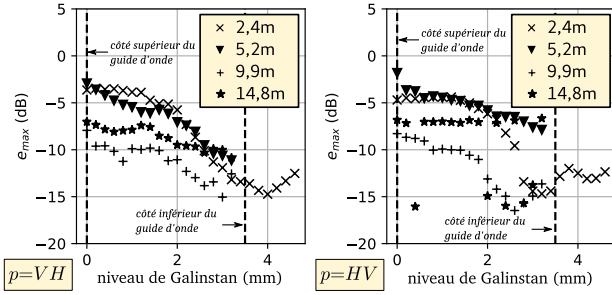 5
0
−5
−10
−15
−20
e_max (dB)
côté supérieur du
guide d'onde
2,4m
5,2m
9,9m
14,8m
côté inférieur du
guide d'onde
0 2 4
p=VH
niveau de Galinstan (mm)
5
0
−5
−10
−15
−20
e_max (dB)
côté supérieur du
guide d'onde
2,4m
5,2m
9,9m
14,8m
côté inférieur du
guide d'onde
0 2 4
p=HV
niveau de Galinstan (mm)